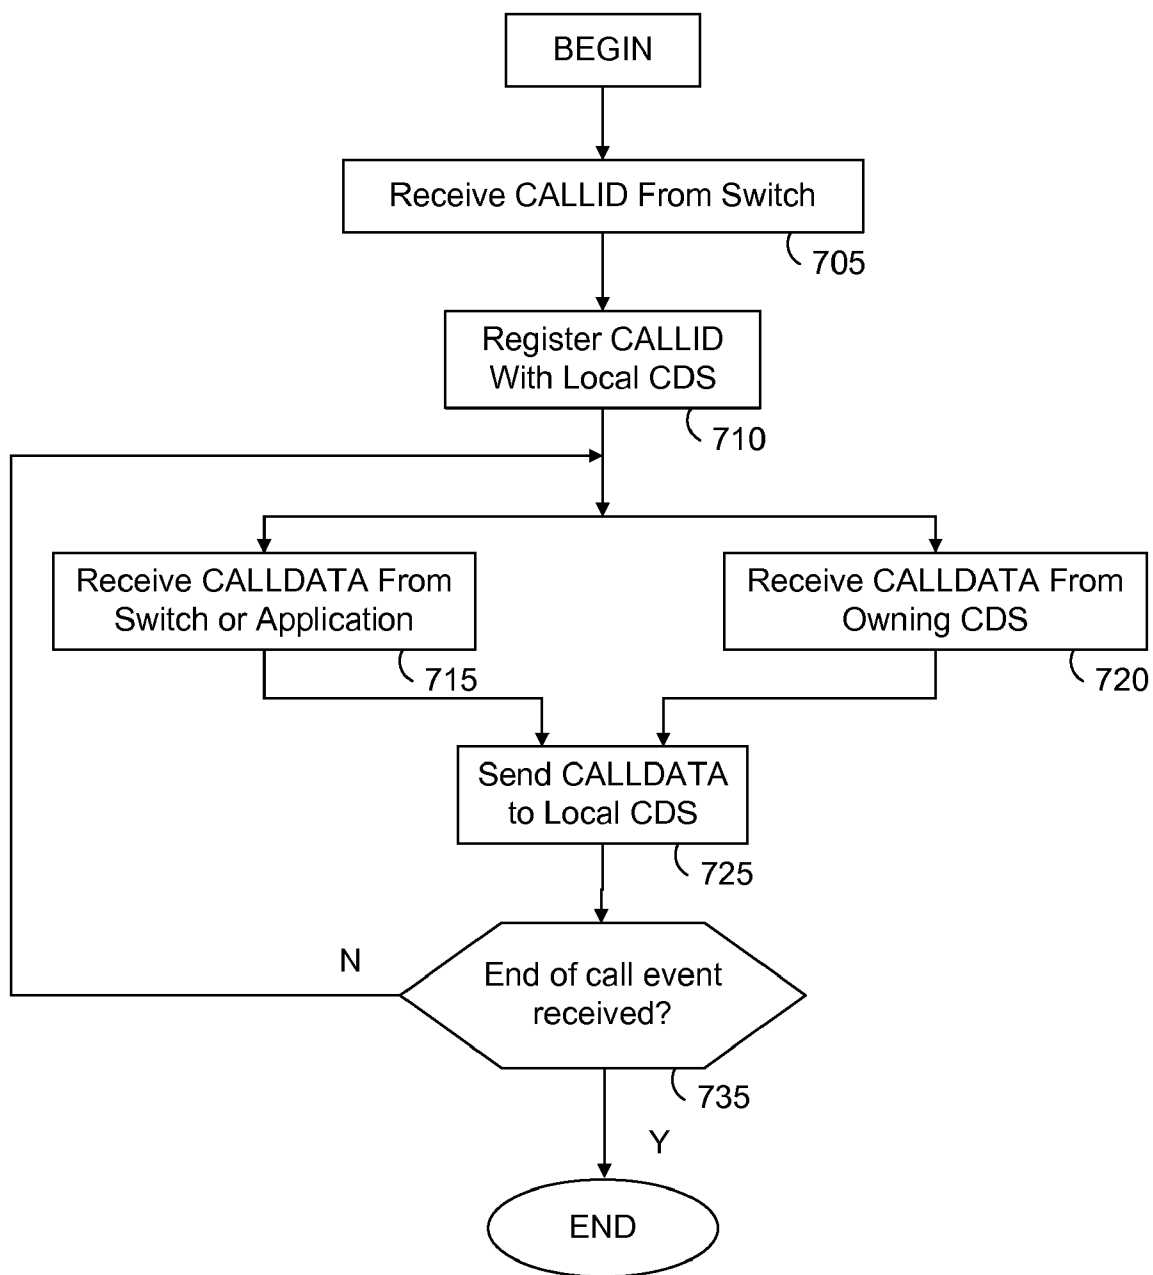 BEGIN
Receive CALLID From Switch
705
Register CALLID
With Local CDS
710
Receive CALLDATA From
Switch or Application
715
Receive CALLDATA From
Owning CDS
720
Send CALLDATA
to Local CDS
725
N
End of call event
received?
735
Y
END